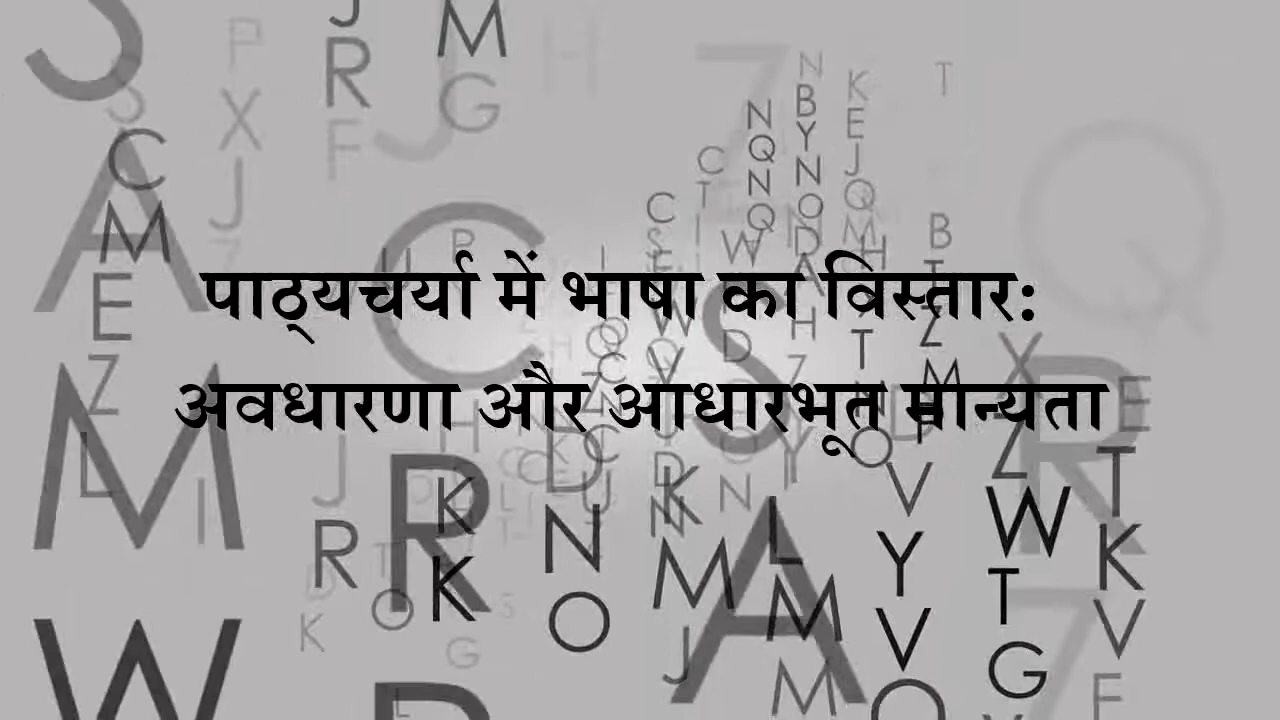 पाठ्यचर्या में भाषा का विस्तार:
अवधारणा और आधारभूत मान्यता